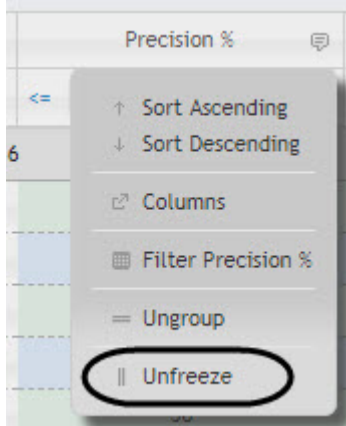 Precision %
<=
↑ Sort Ascending
6
↓ Sort Descending
Columns
Filter Precision %
Ungroup
Unfreeze